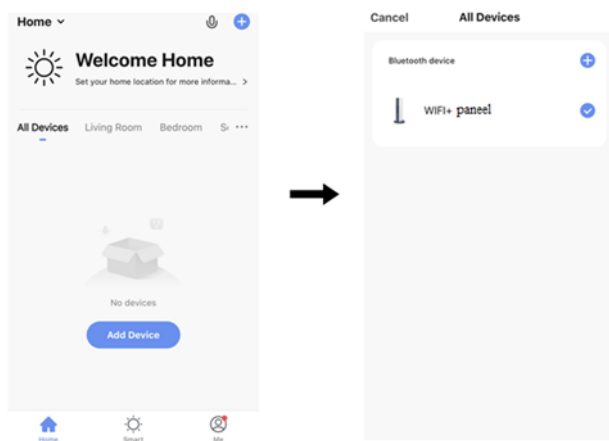 Home
Welcome Home
Set your home location for more informa... >
All Devices Living Room Bedroom ...
No devices
Add Device
Home Smart Me
Cancel All Devices
Bluetooth device
WIFI+ paneel